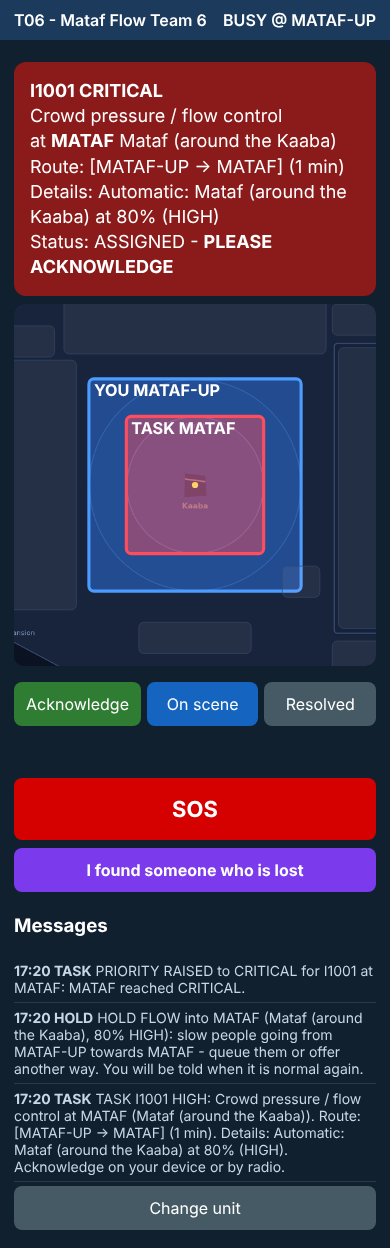 T06 - Mataf Flow Team 6 BUSY @ MATAF-UP
I1001 CRITICAL
Crowd pressure / flow control
at MATAF Mataf (around the Kaaba)
Route: [MATAF-UP → MATAF] (1 min)
Details: Automatic: Mataf (around the
Kaaba) at 80% (HIGH)
Status: ASSIGNED - PLEASE
ACKNOWLEDGE
YOU MATAF-UP
TASK MATAF
Kaaba
ansion
Acknowledge
On scene
Resolved
SOS
I found someone who is lost
Messages
17:20 TASK PRIORITY RAISED to CRITICAL for I1001 at
MATAF: MATAF reached CRITICAL.
17:20 HOLD HOLD FLOW into MATAF (Mataf (around
the Kaaba), 80% HIGH): slow people going from
MATAF-UP towards MATAF - queue them or offer
another way. You will be told when it is normal again.
17:20 TASK TASK I1001 HIGH: Crowd pressure / flow
control at MATAF (Mataf (around the Kaaba)). Route:
[MATAF-UP → MATAF] (1 min). Details: Automatic:
Mataf (around the Kaaba) at 80% (HIGH).
Acknowledge on your device or by radio.
Change unit